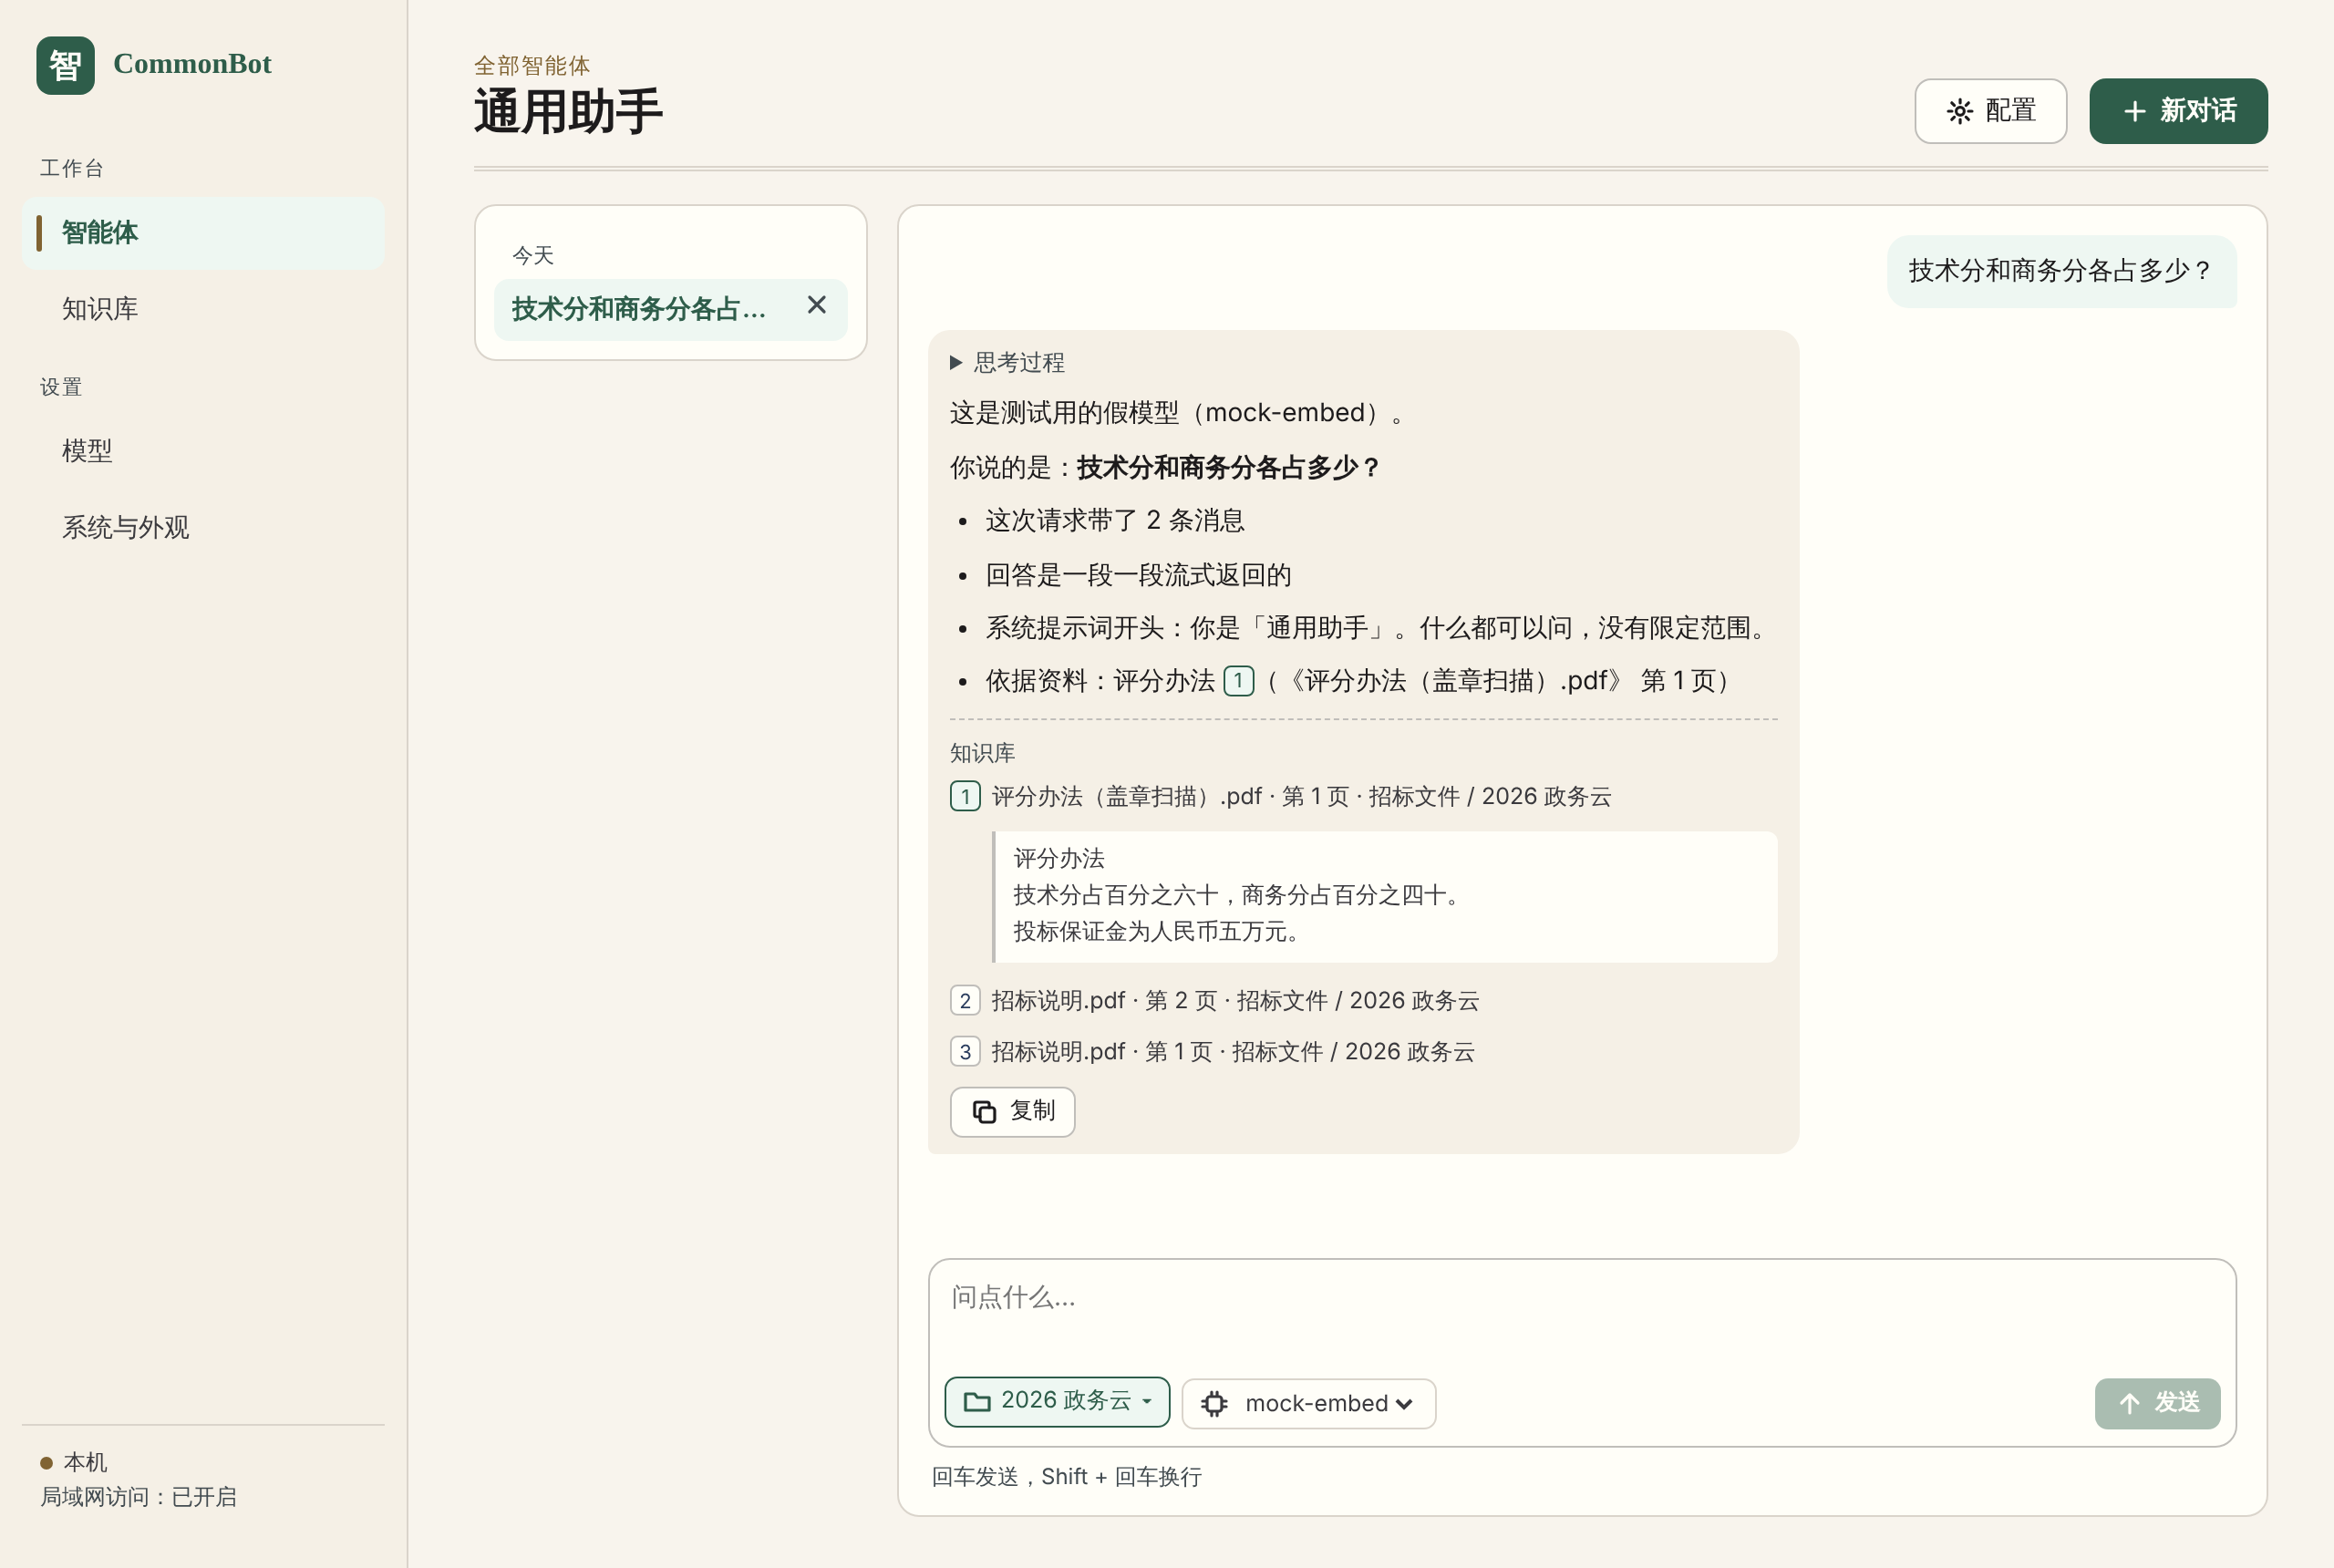 智 CommonBot
工作台
智能体
知识库
设置
模型
系统与外观
本机
局域网访问：已开启
全部智能体
通用助手
配置
新对话
今天
技术分和商务分各占...
技术分和商务分各占多少？
思考过程
这是测试用的假模型（mock-embed）。
你说的是：技术分和商务分各占多少？
这次请求带了 2 条消息
回答是一段一段流式返回的
系统提示词开头：你是「通用助手」。什么都可以问，没有限定范围。
依据资料：评分办法 1（《评分办法（盖章扫描）.pdf》 第 1 页）
知识库
1 评分办法（盖章扫描）.pdf · 第 1 页 · 招标文件 / 2026 政务云
评分办法
技术分占百分之六十，商务分占百分之四十。
投标保证金为人民币五万元。
2 招标说明.pdf · 第 2 页 · 招标文件 / 2026 政务云
3 招标说明.pdf · 第 1 页 · 招标文件 / 2026 政务云
复制
问点什么...
2026 政务云
mock-embed
发送
回车发送，Shift + 回车换行